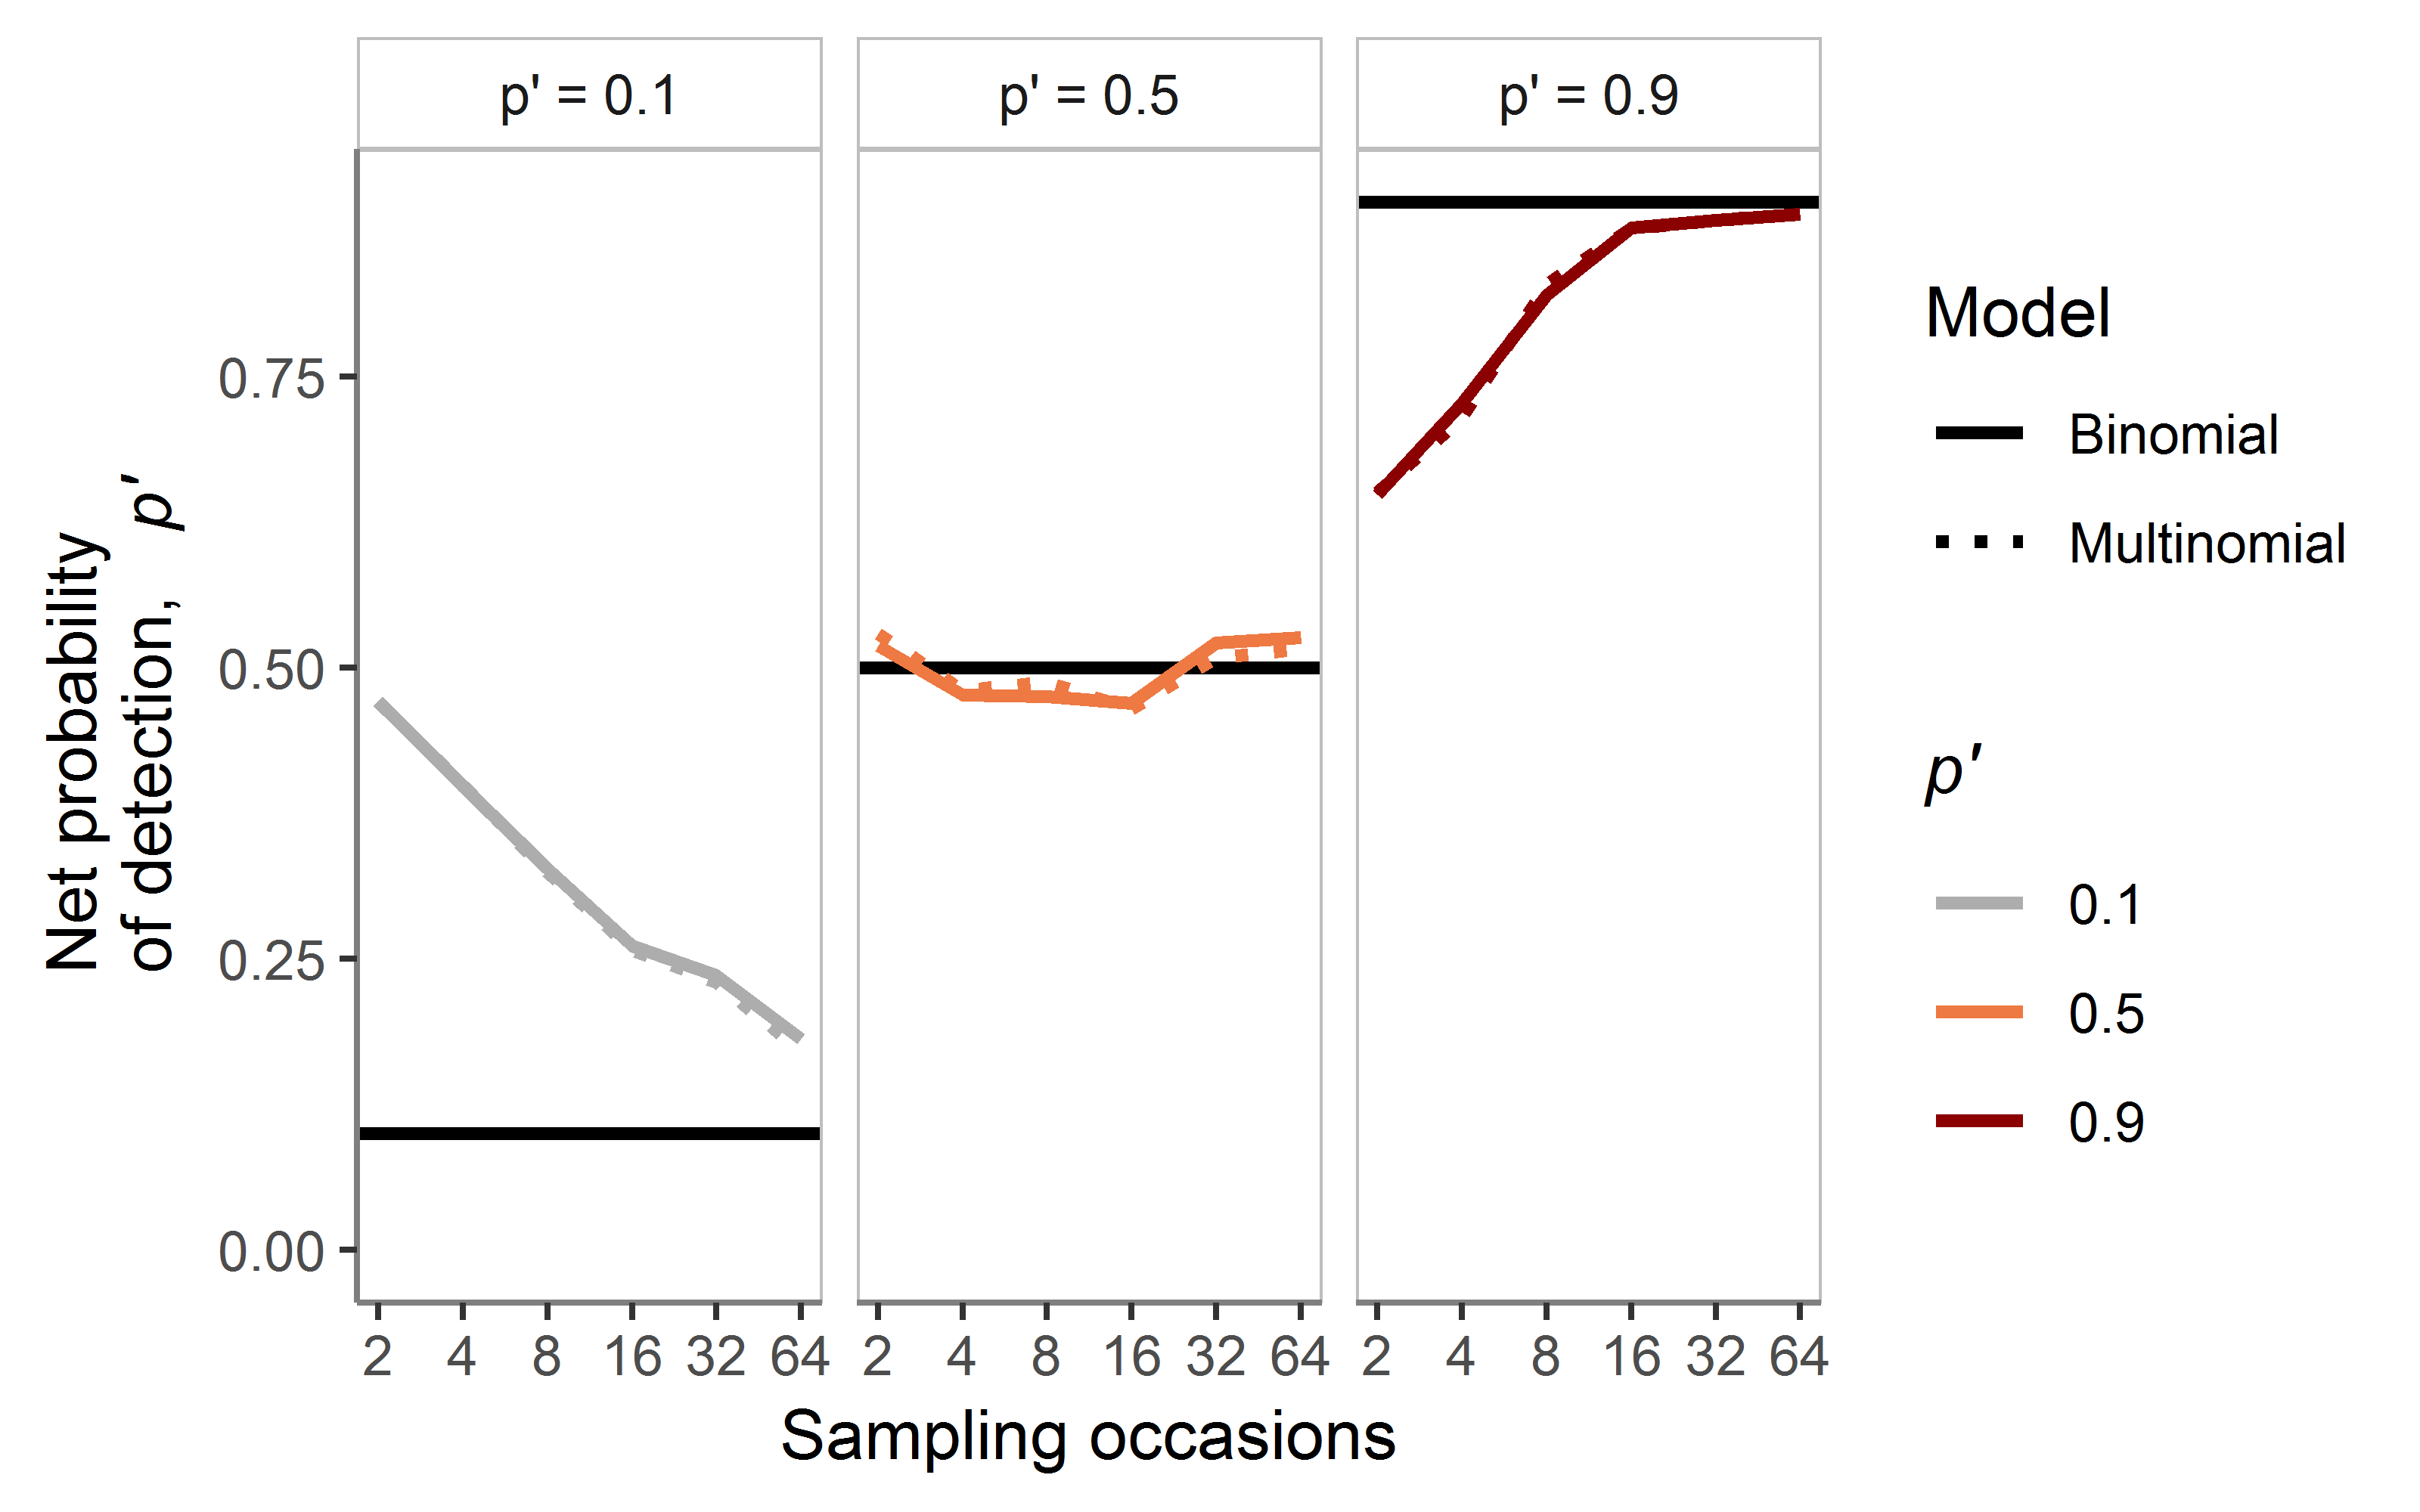 p' = 0.1
p' = 0.5
p' = 0.9
Net probability
of detection, p'
0.75
0.50
0.25
0.00
2 4 8 16 32 64
2 4 8 16 32 64
2 4 8 16 32 64
Sampling occasions
Model
Binomial
Multinomial
p'
0.1
0.5
0.9